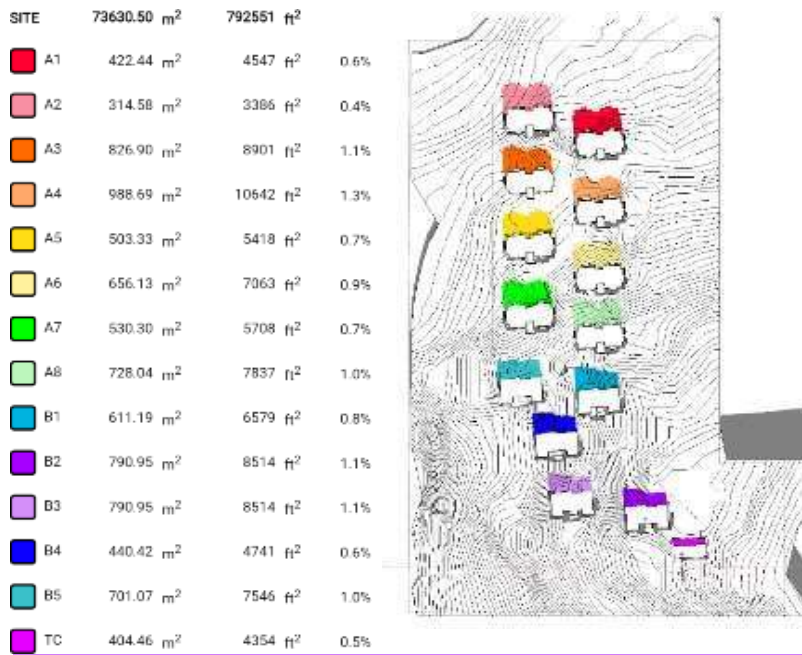 SITE 73630.50 m² 792551 ft²
A1 422.44 m² 4547 ft² 0.6%
A2 314.58 m² 3386 ft² 0.4%
A3 826.90 m² 8901 ft² 1.1%
A4 988.69 m² 10642 ft² 1.3%
A5 503.33 m² 5418 ft² 0.7%
A6 656.13 m² 7063 ft² 0.9%
A7 530.30 m² 5708 ft² 0.7%
A8 728.04 m² 7837 ft² 1.0%
B1 611.19 m² 6579 ft² 0.8%
B2 790.95 m² 8514 ft² 1.1%
B3 790.95 m² 8514 ft² 1.1%
B4 440.42 m² 4741 ft² 0.6%
B5 701.07 m² 7546 ft² 1.0%
TC 404.46 m² 4354 ft² 0.5%